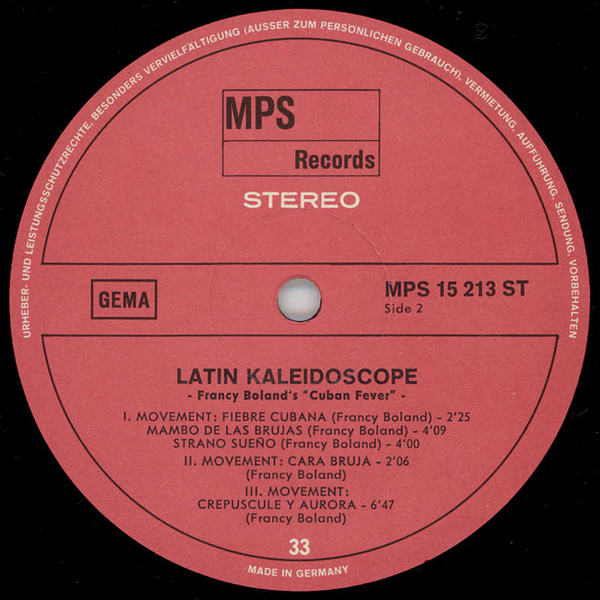 URHEBER- UND LEISTUNGSSCHUTZRECHTE, BESONDERS VERVIELFÄLTIGUNG (AUSSER ZUM PERSÖNLICHEN GEBRAUCH), VERMIETUNG, AUFFÜHRUNG, SENDUNG, VORBEHALTEN
MPS
Records
STEREO
GEMA
MPS 15 213 ST
Side 2
LATIN KALEIDOSCOPE
- Francy Boland's "Cuban Fever" -
I. MOVEMENT: FIEBRE CUBANA (Francy Boland) - 2'25
MAMBO DE LAS BRUJAS (Francy Boland) - 4'09
STRANO SUEÑO (Francy Boland) - 4'00
II. MOVEMENT: CARA BRUJA - 2'06
(Francy Boland)
III. MOVEMENT:
CREPUSCULE Y AURORA - 6'47
(Francy Boland)
33
MADE IN GERMANY